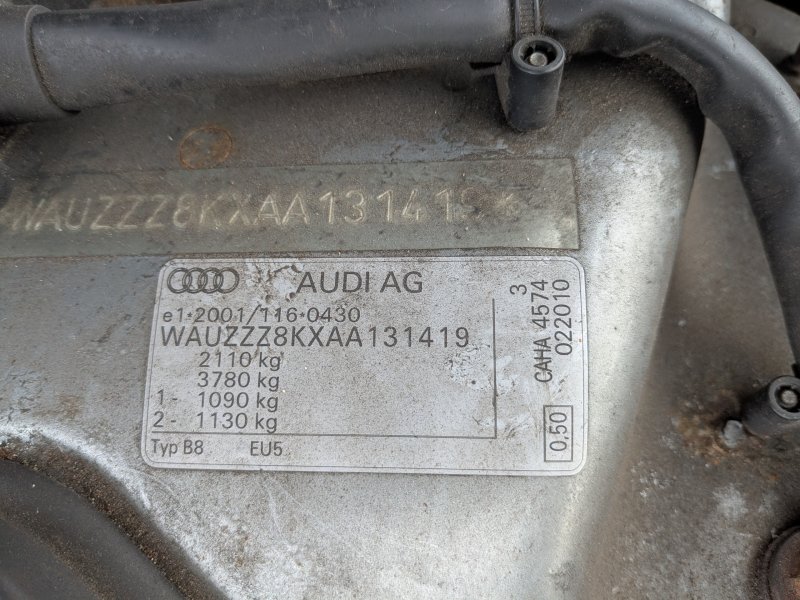 *WAUZZZ8KXAA131419*
AUDI AG
e1*2001/116*0430
WAUZZZ8KXAA131419
2110 kg
3780 kg
1- 1090 kg
2- 1130 kg
Typ B8 EU5
3
CAHA 4574
022010
0.50